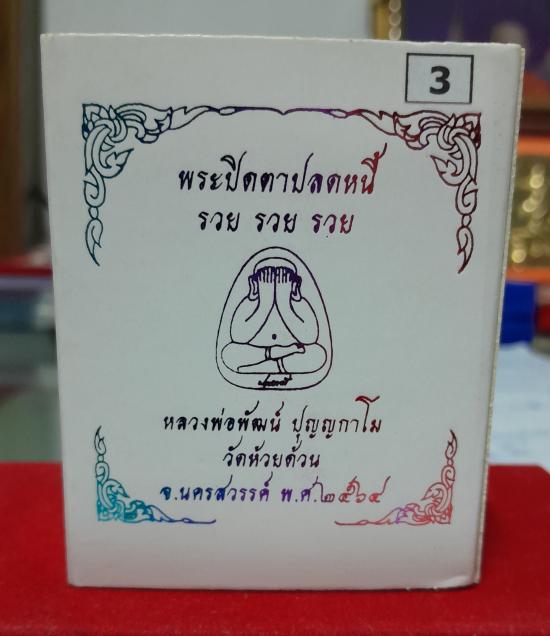 3
พระปิดตาปลดหนี้
รวย รวย รวย
หลวงพ่อพัฒน์ ปุญญกาโม
วัดห้วยด้วน
จ.นครสวรรค์ พ.ศ.๒๕๖๔